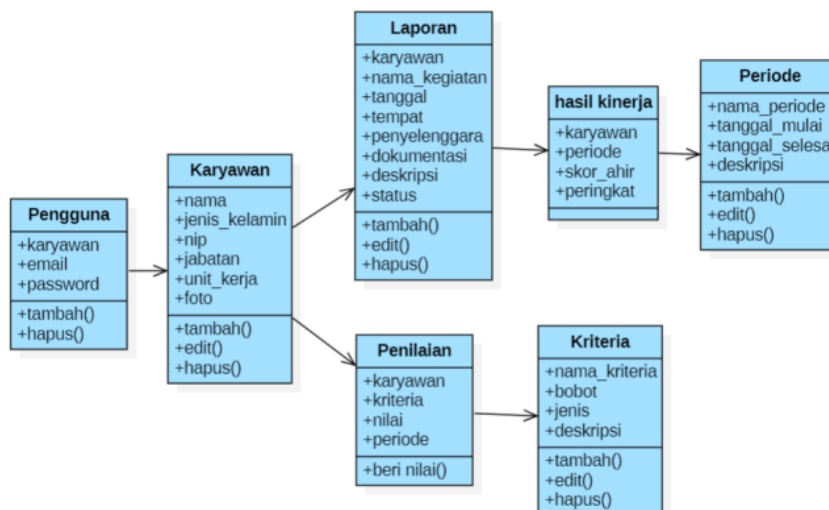 Pengguna
+karyawan
+email
+password
+tambah()
+hapus()
Karyawan
+nama
+jenis_kelamin
+nip
+jabatan
+unit_kerja
+foto
+tambah()
+edit()
+hapus()
Laporan
+karyawan
+nama_kegiatan
+tanggal
+tempat
+penyelenggara
+dokumentasi
+deskripsi
+status
+tambah()
+edit()
+hapus()
hasil kinerja
+karyawan
+periode
+skor_ahir
+peringkat
Periode
+nama_periode
+tanggal_mulai
+tanggal_selesa
+deskripsi
+tambah()
+edit()
+hapus()
Penilaian
+karyawan
+kriteria
+nilai
+periode
+beri nilai()
Kriteria
+nama_kriteria
+bobot
+jenis
+deskripsi
+tambah()
+edit()
+hapus()